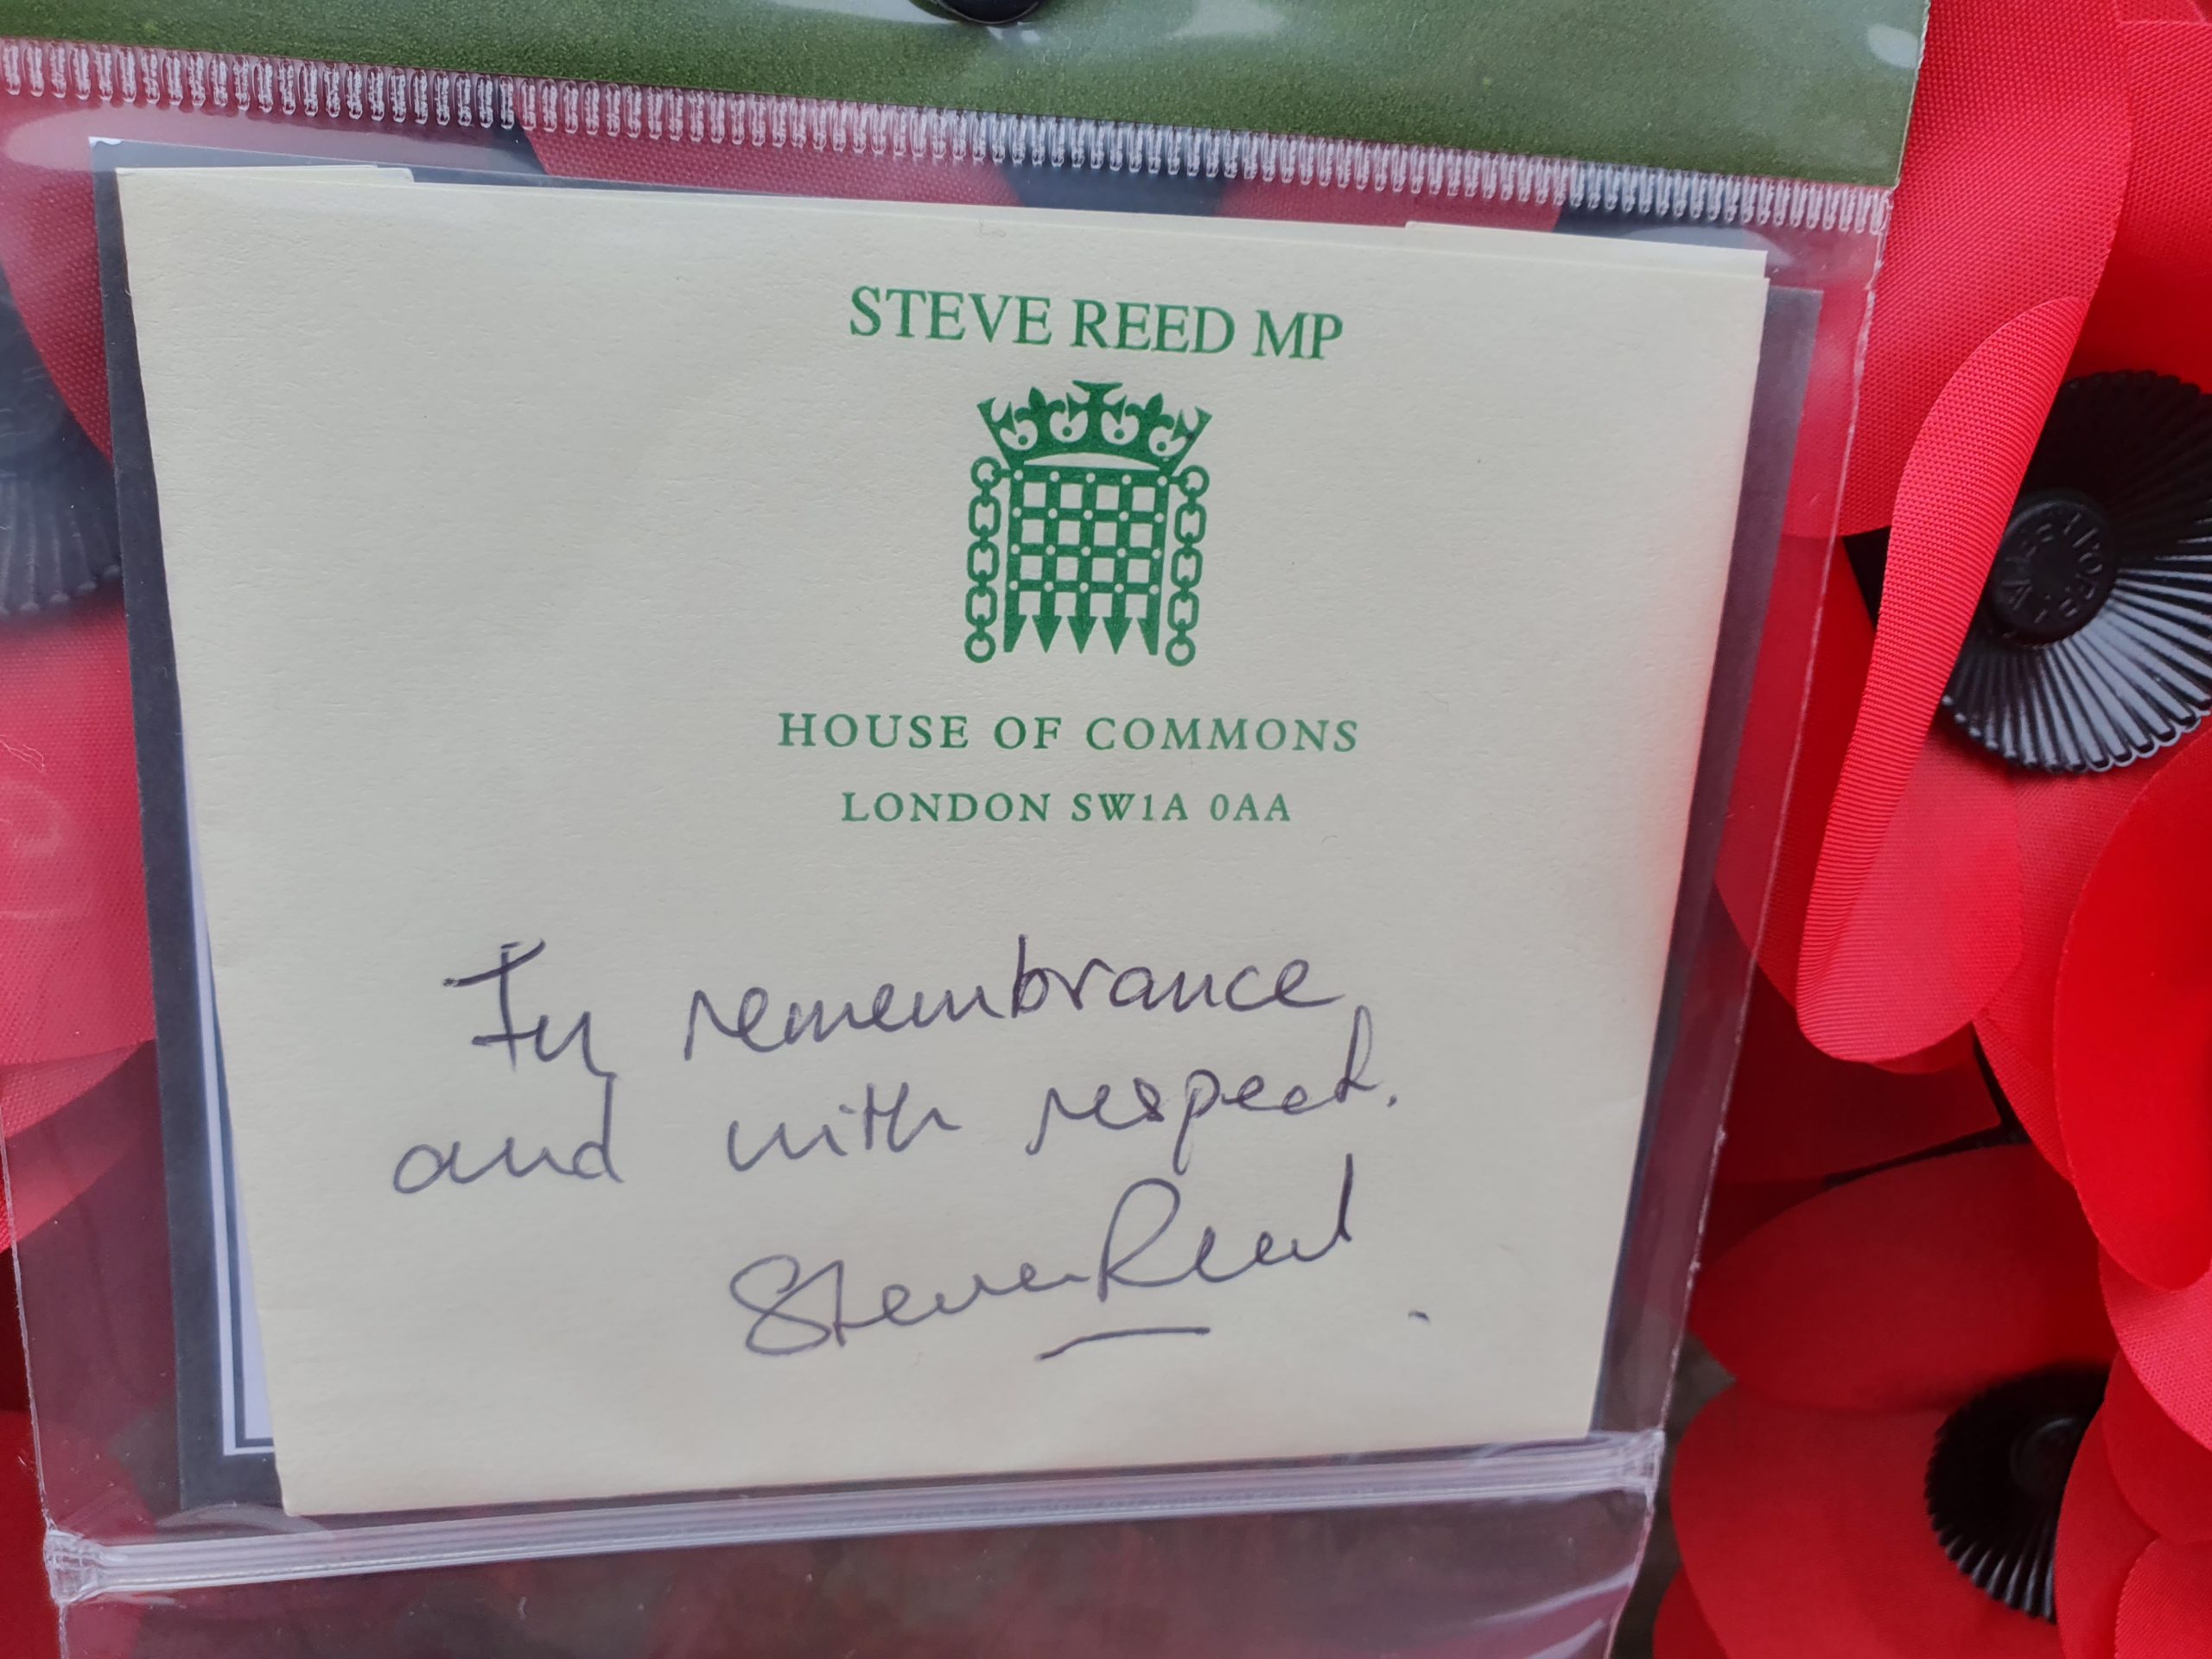 STEVE REED MP
HOUSE OF COMMONS
LONDON SW1A 0AA
In remembrance
and with respect.
Steve Reed